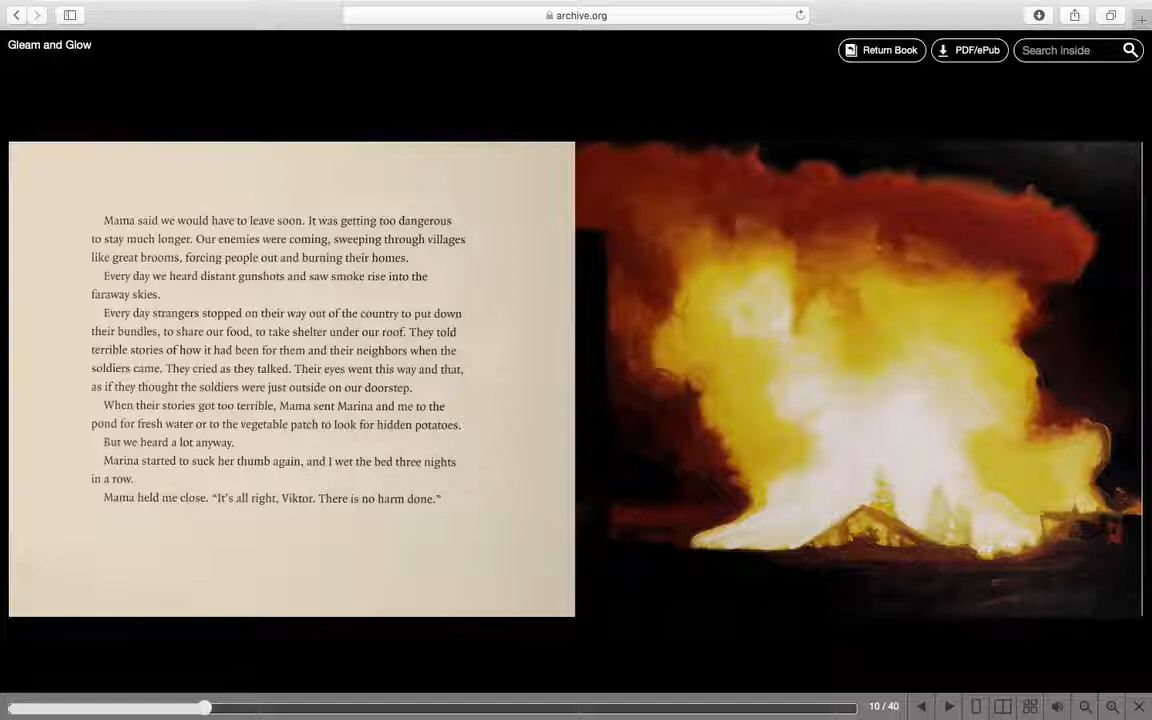 archive.org
Gleam and Glow
Return Book
PDF/ePub
Search inside
Mama said we would have to leave soon. It was getting too dangerous
to stay much longer. Our enemies were coming, sweeping through villages
like great brooms, forcing people out and burning their homes.
Every day we heard distant gunshots and saw smoke rise into the
faraway skies.
Every day strangers stopped on their way out of the country to put down
their bundles, to share our food, to take shelter under our roof. They told
terrible stories of how it had been for them and their neighbors when the
soldiers came. They cried as they talked. Their eyes went this way and that,
as if they thought the soldiers were just outside on our doorstep.
When their stories got too terrible, Mama sent Marina and me to the
pond for fresh water or to the vegetable patch to look for hidden potatoes.
But we heard a lot anyway.
Marina started to suck her thumb again, and I wet the bed three nights
in a row.
Mama held me close. “It's all right, Viktor. There is no harm done.”
10 / 40